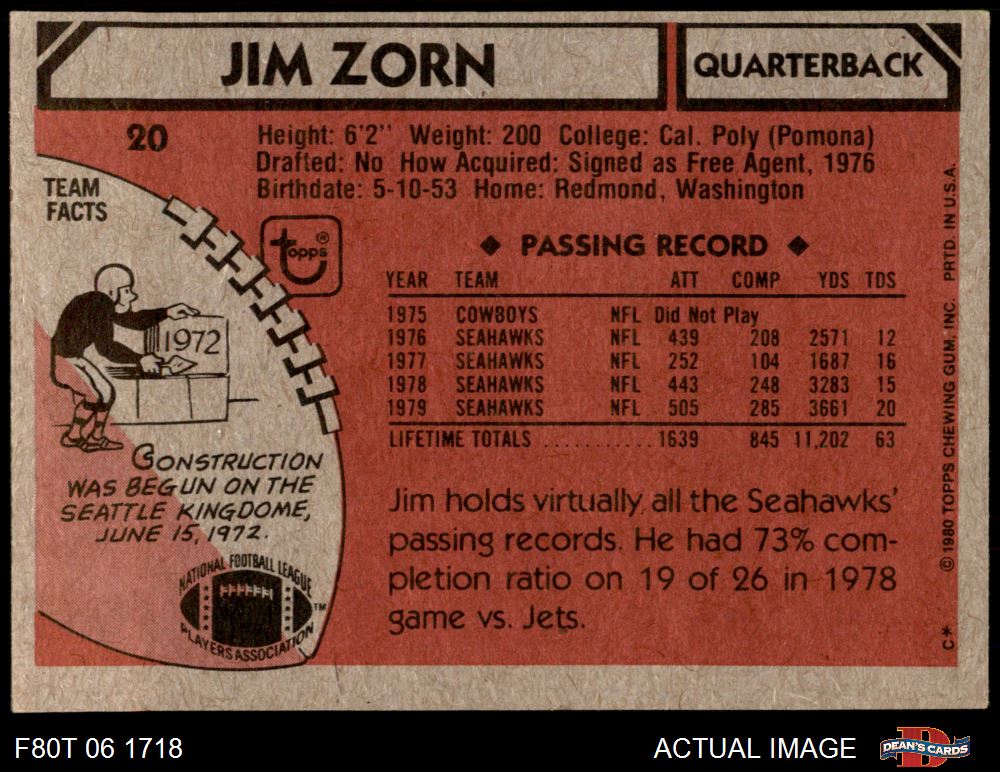 JIM ZORN
QUARTERBACK
20
Height: 6'2" Weight: 200 College: Cal. Poly (Pomona)
Drafted: No How Acquired: Signed as Free Agent, 1976
Birthdate: 5-10-53 Home: Redmond, Washington
TEAM
FACTS
topps ®
1972
CONSTRUCTION
WAS BEGUN ON THE
SEATTLE KINGDOME,
JUNE 15, 1972.
NATIONAL FOOTBALL LEAGUE
PLAYERS ASSOCIATION
TM
◆ PASSING RECORD ◆
YEAR TEAM ATT COMP YDS TDS
1975 COWBOYS NFL Did Not Play
1976 SEAHAWKS NFL 439 208 2571 12
1977 SEAHAWKS NFL 252 104 1687 16
1978 SEAHAWKS NFL 443 248 3283 15
1979 SEAHAWKS NFL 505 285 3661 20
LIFETIME TOTALS ........... 1639 845 11,202 63
Jim holds virtually all the Seahawks'
passing records. He had 73% com-
pletion ratio on 19 of 26 in 1978
game vs. Jets.
© 1980 TOPPS CHEWING GUM, INC. PRTD. IN U.S.A.
C*
F80T 06 1718
ACTUAL IMAGE
D
DEAN'S CARDS